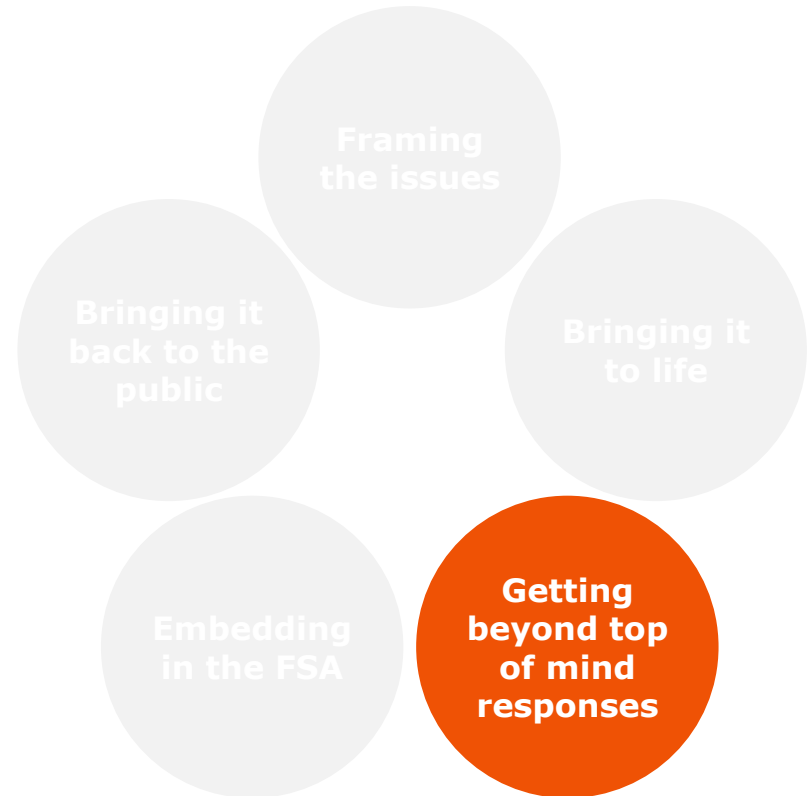 Framing
the issues
Bringing it
to life
Getting
beyond top
of mind
responses
Embedding
in the FSA
Bringing it
back to the
public